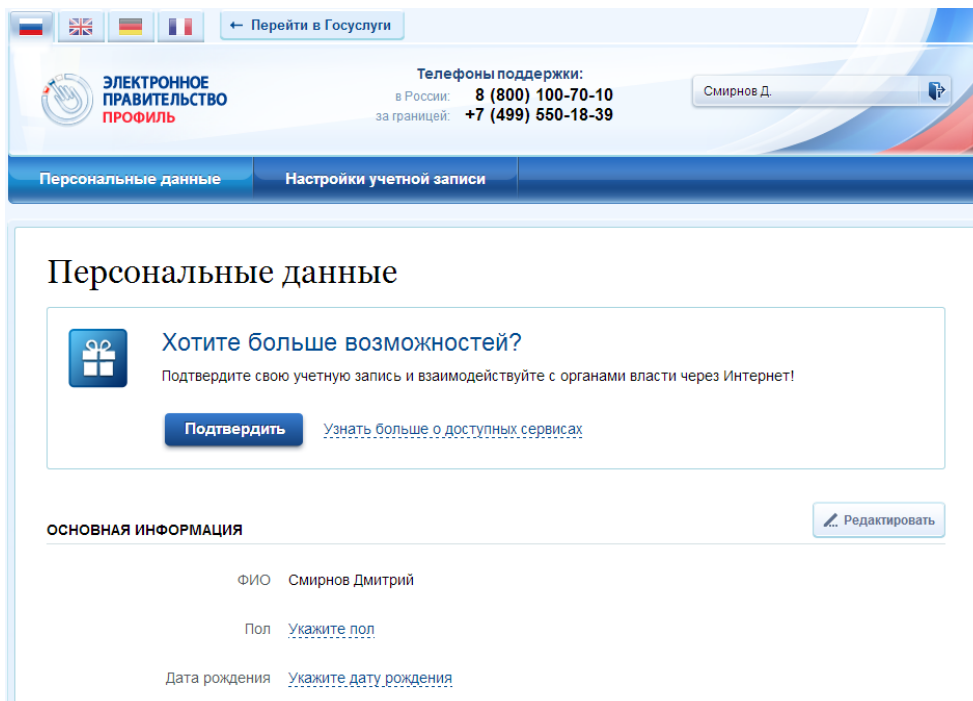 ← Перейти в Госуслуги
ЭЛЕКТРОННОЕ
ПРАВИТЕЛЬСТВО
ПРОФИЛЬ
Телефоны поддержки:
в России: 8 (800) 100-70-10
за границей: +7 (499) 550-18-39
Смирнов Д.
Персональные данные
Настройки учетной записи
Персональные данные
Хотите больше возможностей?
Подтвердите свою учетную запись и взаимодействуйте с органами власти через Интернет!
Подтвердить
Узнать больше о доступных сервисах
ОСНОВНАЯ ИНФОРМАЦИЯ
Редактировать
ФИО Смирнов Дмитрий
Пол Укажите пол
Дата рождения Укажите дату рождения